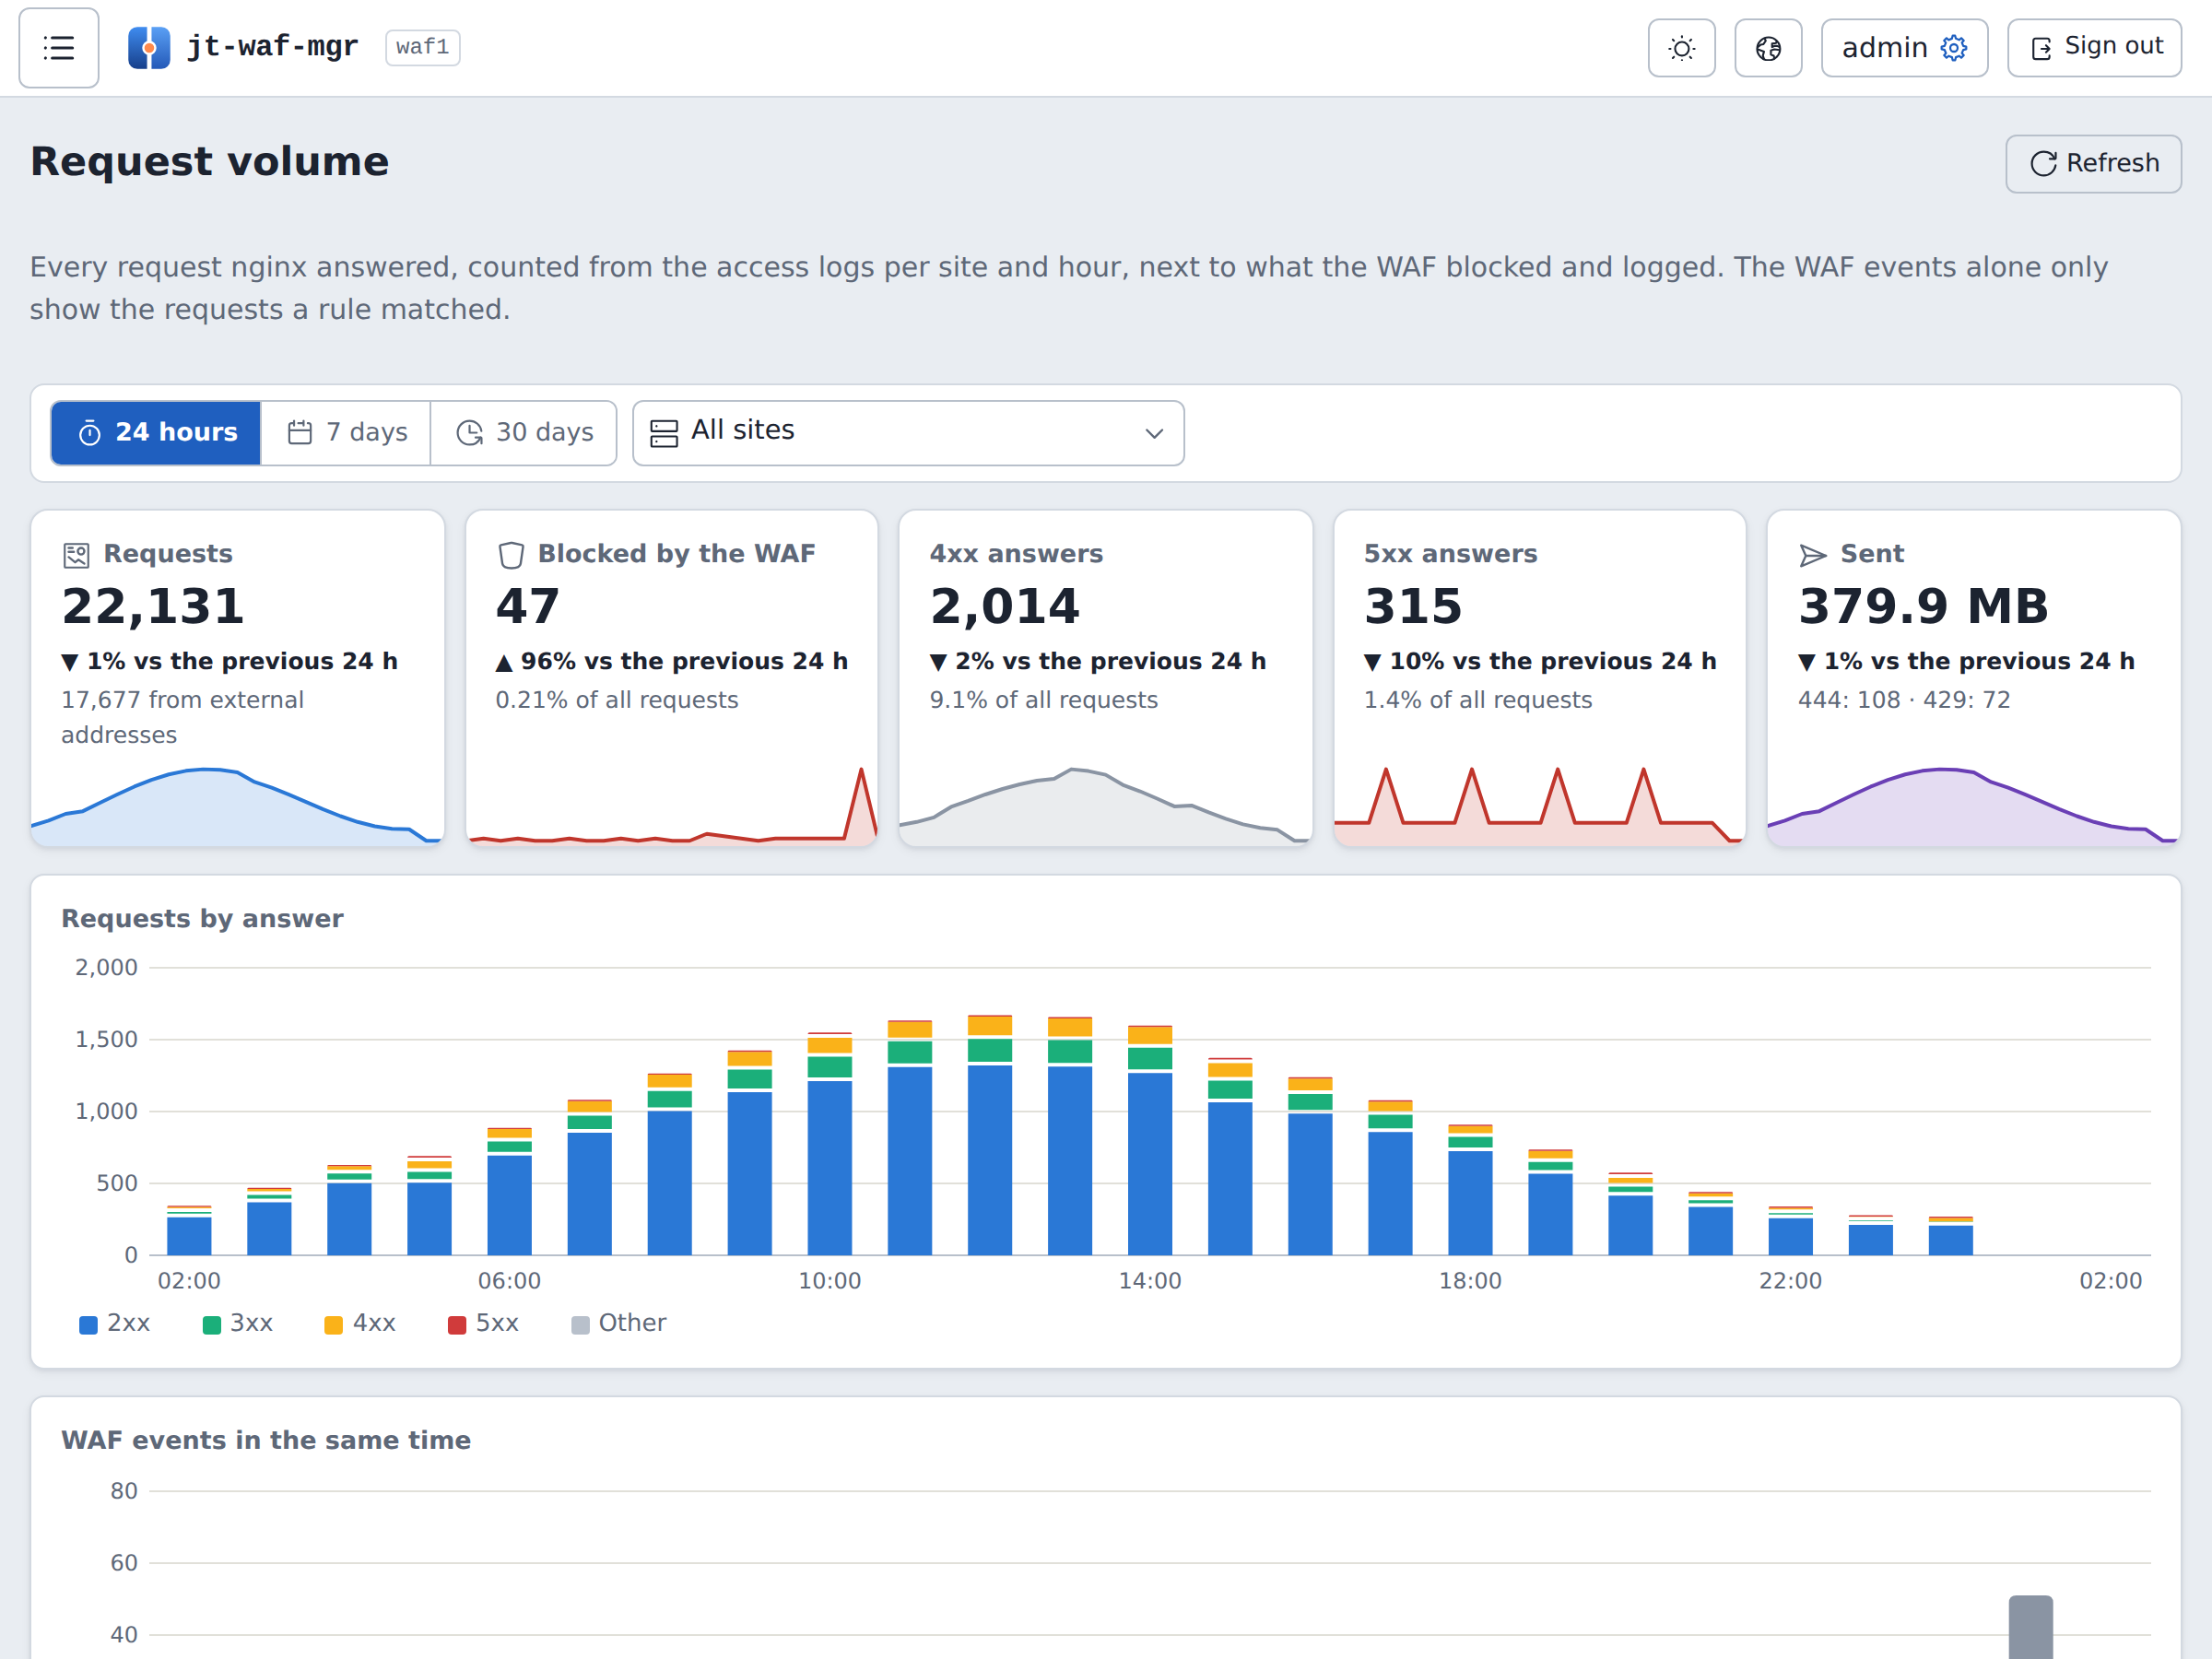 jt-waf-mgr
waf1
admin
Sign out
Request volume
Refresh
Every request nginx answered, counted from the access logs per site and hour, next to what the WAF blocked and logged. The WAF events alone only
show the requests a rule matched.
24 hours
7 days
30 days
All sites
Requests
22,131
▼ 1% vs the previous 24 h
17,677 from external
addresses
Blocked by the WAF
47
▲ 96% vs the previous 24 h
0.21% of all requests
4xx answers
2,014
▼ 2% vs the previous 24 h
9.1% of all requests
5xx answers
315
▼ 10% vs the previous 24 h
1.4% of all requests
Sent
379.9 MB
▼ 1% vs the previous 24 h
444: 108 · 429: 72
Requests by answer
2,000
1,500
1,000
500
0
02:00
06:00
10:00
14:00
18:00
22:00
02:00
2xx
3xx
4xx
5xx
Other
WAF events in the same time
80
60
40